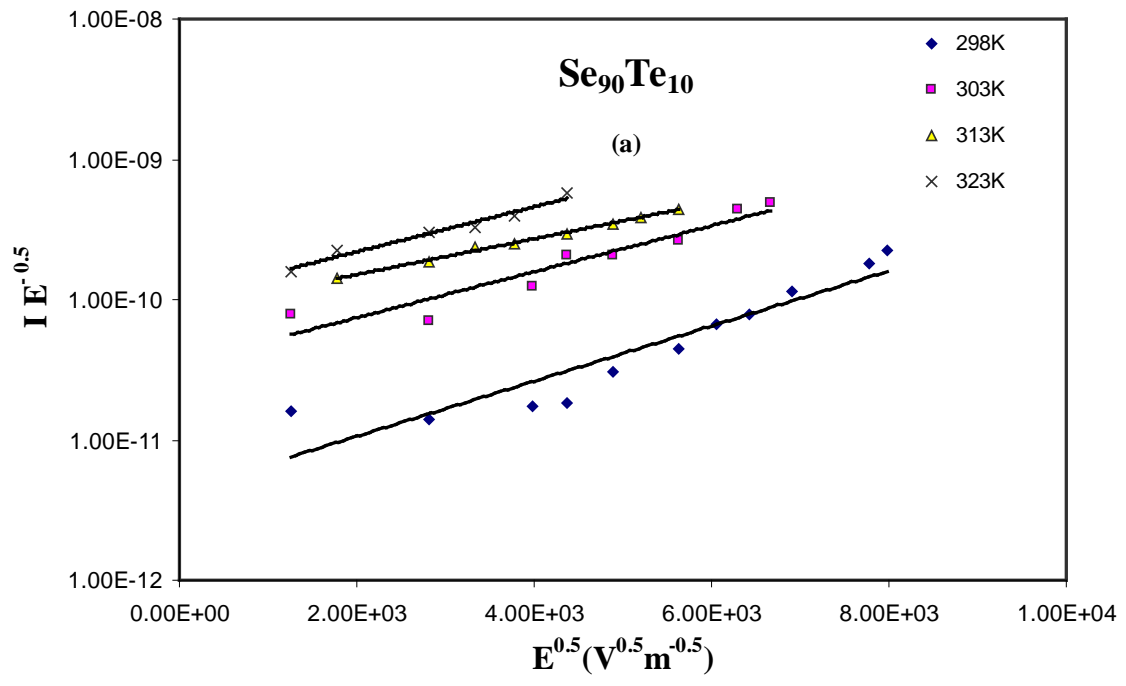 1.00E-08
Se₉₀Te₁₀
298K
303K
(a)
313K
1.00E-09
323K
I E⁻⁰·⁵
1.00E-10
1.00E-11
1.00E-12
0.00E+00 2.00E+03 4.00E+03 6.00E+03 8.00E+03 1.00E+04
E⁰·⁵(V⁰·⁵m⁻⁰·⁵)